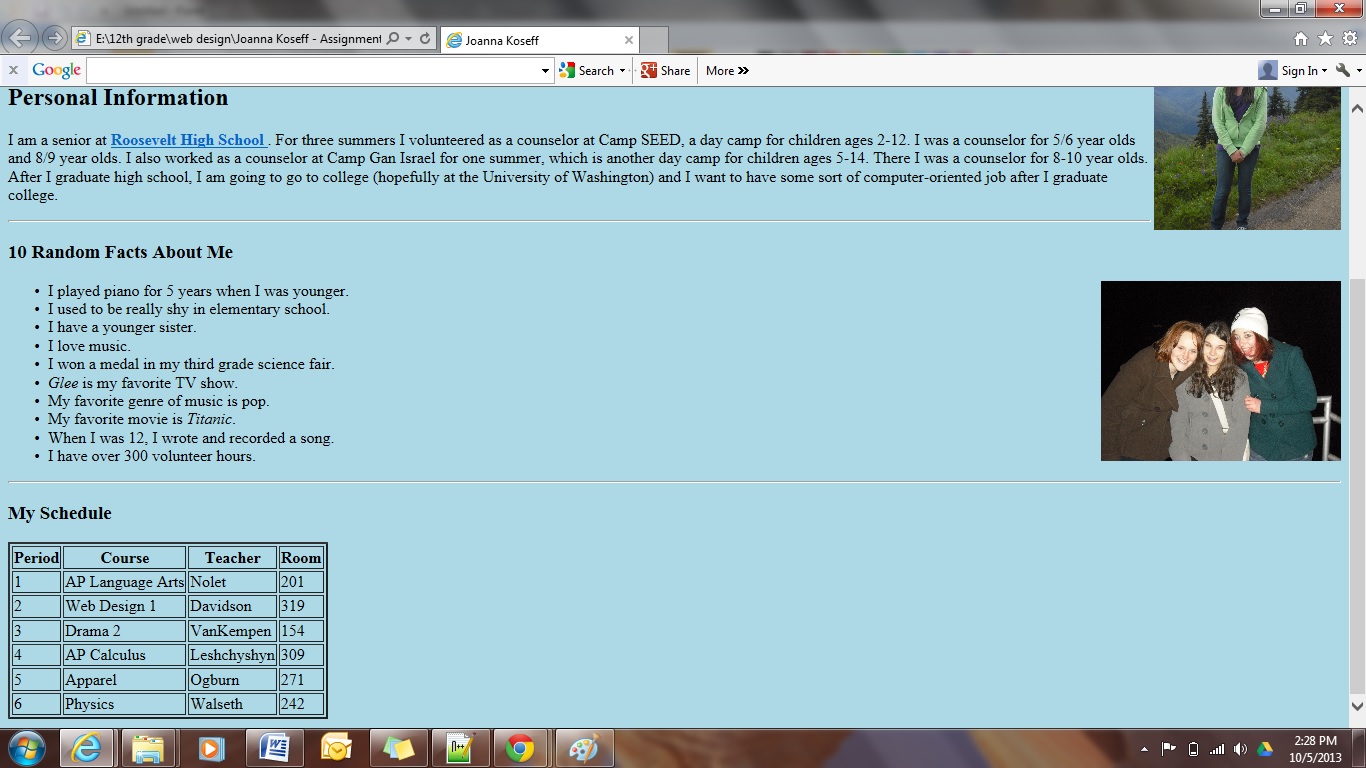 E:\12th grade\web design\Joanna Koseff - Assignment
Joanna Koseff
x Google Search Share More » Sign In
Personal Information
I am a senior at Roosevelt High School . For three summers I volunteered as a counselor at Camp SEED, a day camp for children ages 2-12. I was a counselor for 5/6 year olds
and 8/9 year olds. I also worked as a counselor at Camp Gan Israel for one summer, which is another day camp for children ages 5-14. There I was a counselor for 8-10 year olds.
After I graduate high school, I am going to go to college (hopefully at the University of Washington) and I want to have some sort of computer-oriented job after I graduate
college.
10 Random Facts About Me
• I played piano for 5 years when I was younger.
• I used to be really shy in elementary school.
• I have a younger sister.
• I love music.
• I won a medal in my third grade science fair.
• Glee is my favorite TV show.
• My favorite genre of music is pop.
• My favorite movie is Titanic.
• When I was 12, I wrote and recorded a song.
• I have over 300 volunteer hours.
My Schedule
Period Course Teacher Room
1 AP Language Arts Nolet 201
2 Web Design 1 Davidson 319
3 Drama 2 VanKempen 154
4 AP Calculus Leshchyshyn 309
5 Apparel Ogburn 271
6 Physics Walseth 242
2:28 PM
10/5/2013